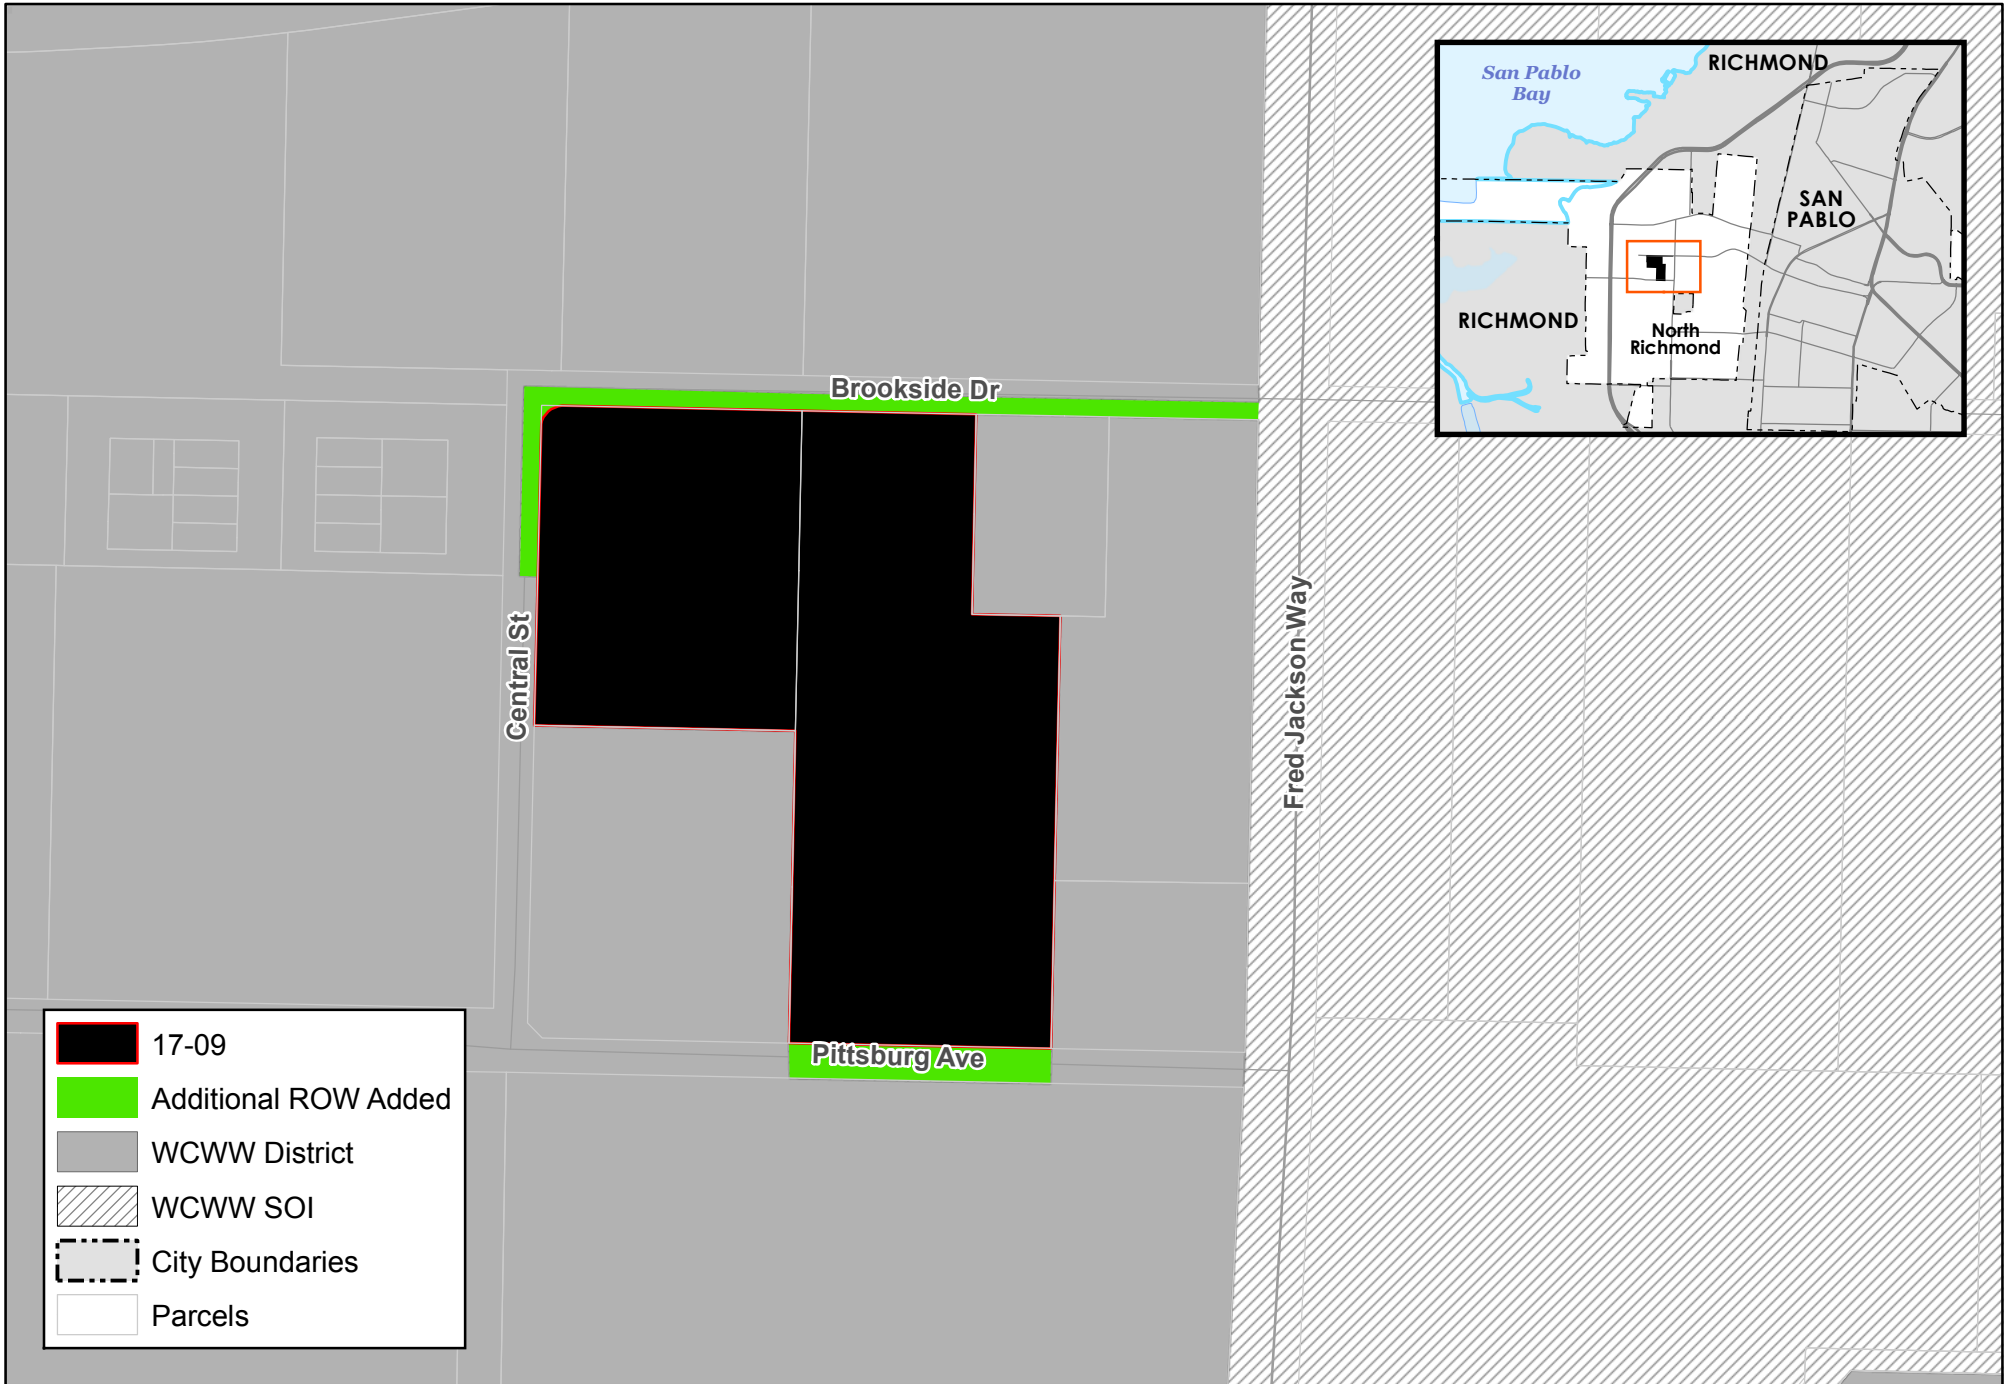 RICHMOND
San Pablo
Bay
SAN
PABLO
RICHMOND
North
Richmond
Brookside Dr
Central St
Fred Jackson Way
Pittsburg Ave
17-09
Additional ROW Added
WCWW District
WCWW SOI
City Boundaries
Parcels